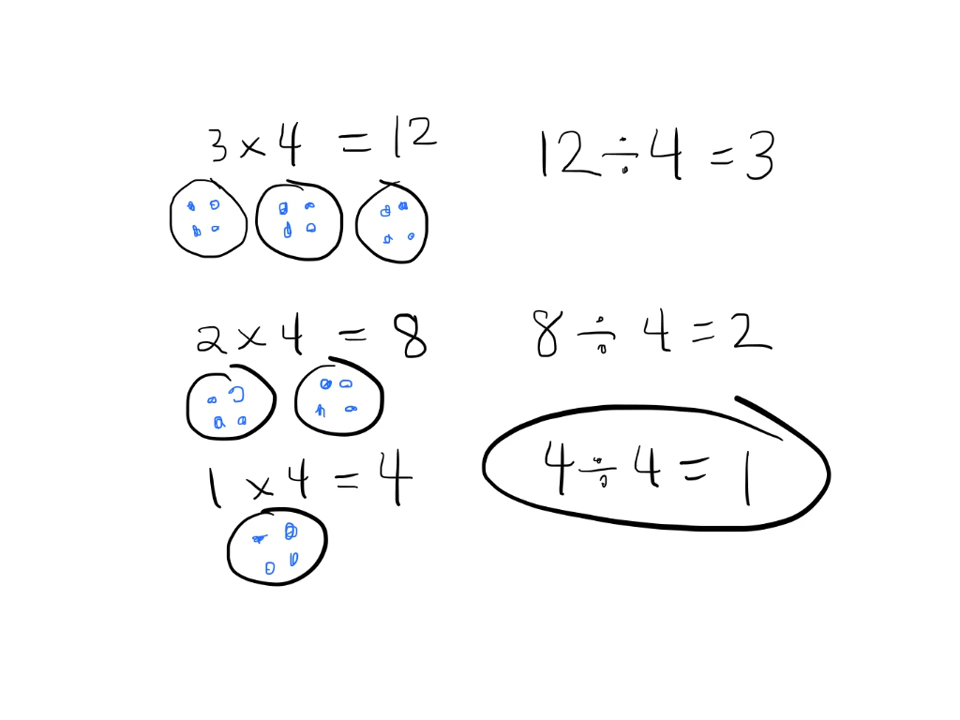 3 × 4 = 12
12 ÷ 4 = 3
2 × 4 = 8
8 ÷ 4 = 2
1 × 4 = 4
4 ÷ 4 = 1